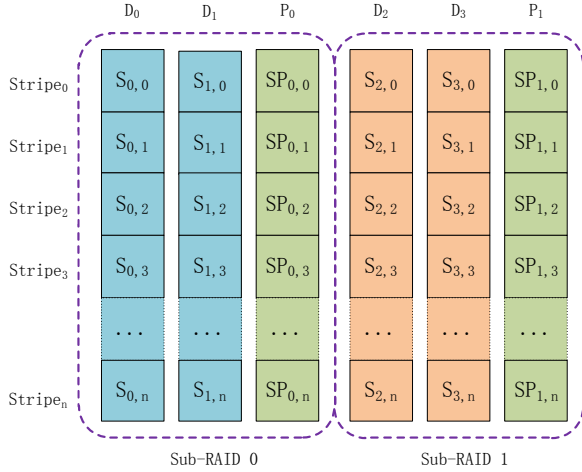 D₀ D₁ P₀ D₂ D₃ P₁
Stripe₀ S₀,₀ S₁,₀ SP₀,₀ S₂,₀ S₃,₀ SP₁,₀
Stripe₁ S₀,₁ S₁,₁ SP₀,₁ S₂,₁ S₃,₁ SP₁,₁
Stripe₂ S₀,₂ S₁,₂ SP₀,₂ S₂,₂ S₃,₂ SP₁,₂
Stripe₃ S₀,₃ S₁,₃ SP₀,₃ S₂,₃ S₃,₃ SP₁,₃
... ... ... ... ... ...
Stripeₙ S₀,ₙ S₁,ₙ SP₀,ₙ S₂,ₙ S₃,ₙ SP₁,ₙ
Sub-RAID 0 Sub-RAID 1